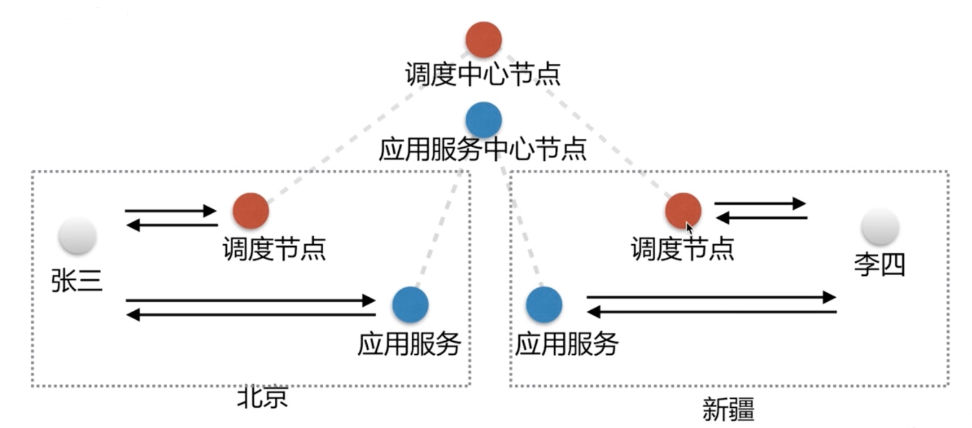 调度中心节点
应用服务中心节点
张三
调度节点
应用服务
北京
调度节点
李四
应用服务
新疆